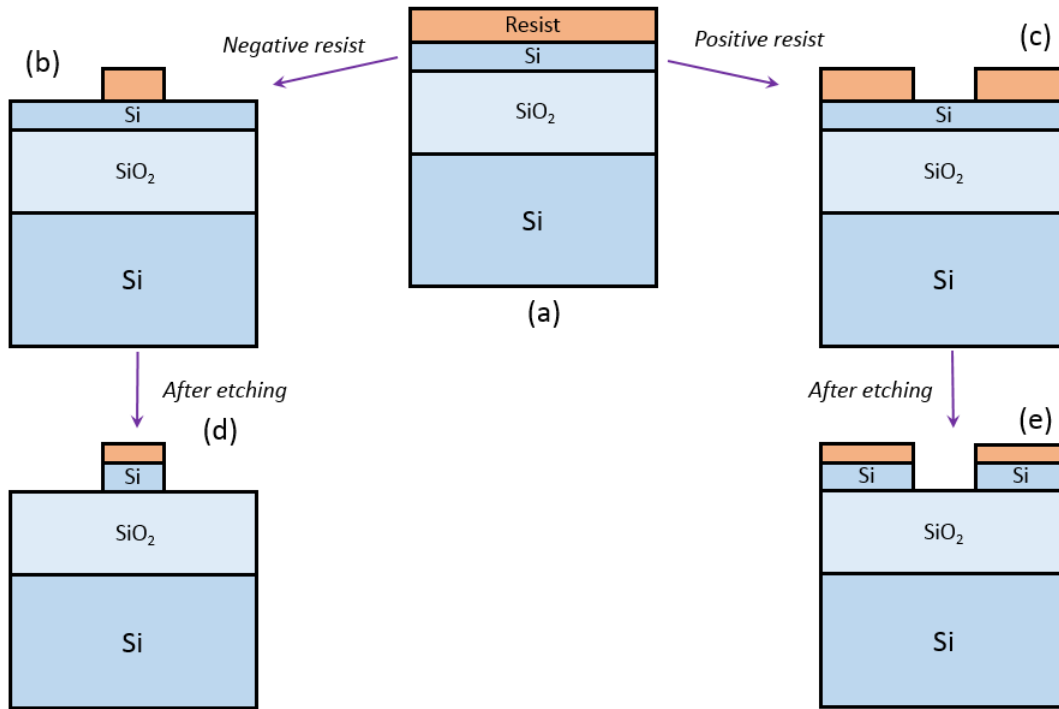 Resist
Si
SiO₂
Si
(a)
Negative resist
Positive resist
(b)
Si
SiO₂
Si
(c)
Si
SiO₂
Si
After etching
After etching
(d)
Si
SiO₂
Si
(e)
Si
Si
SiO₂
Si